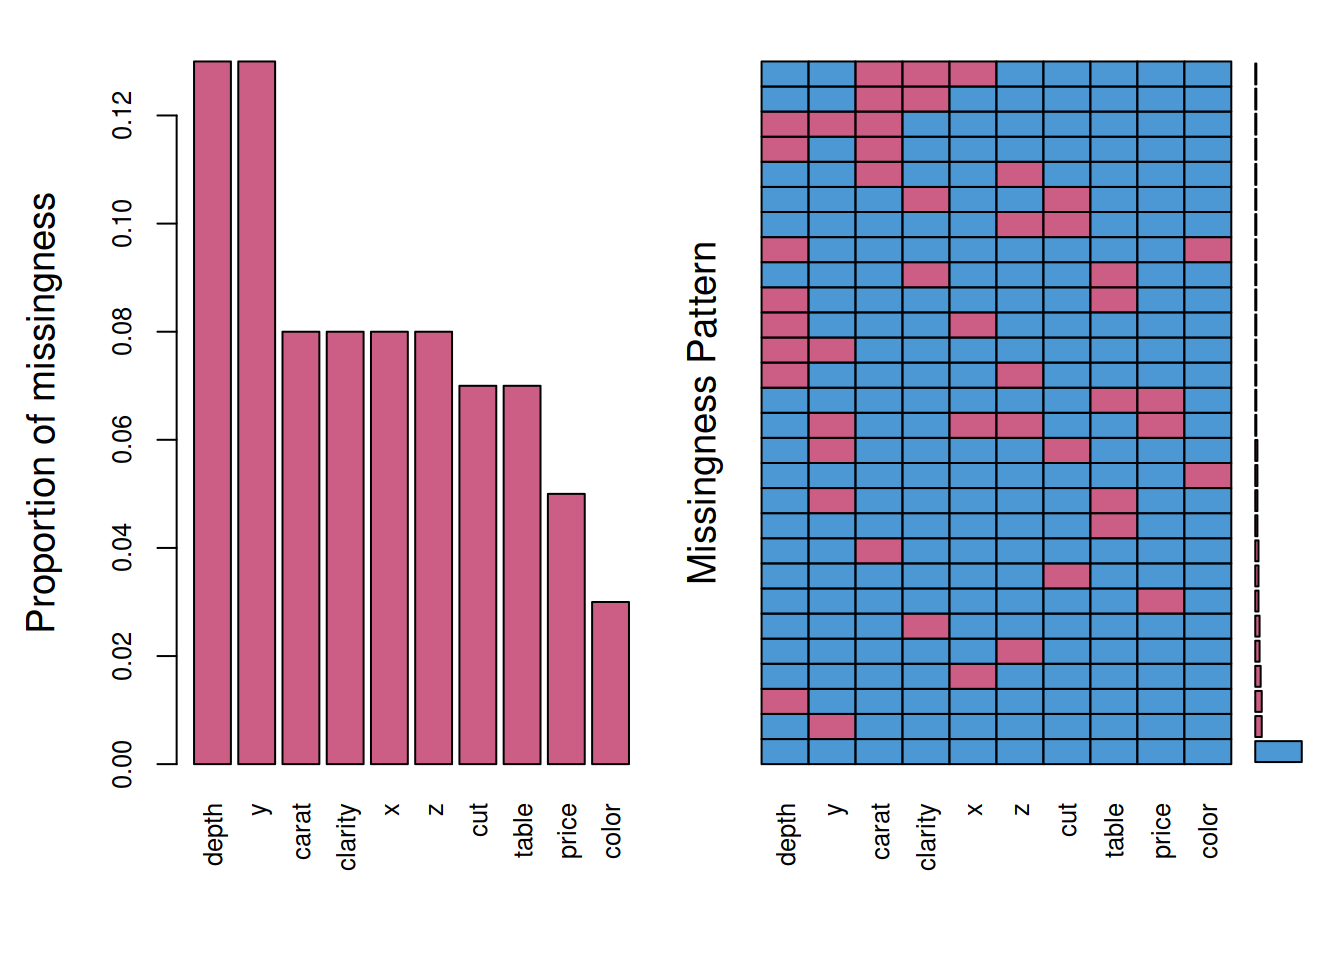 Proportion of missingness
0.12
0.10
0.08
0.06
0.04
0.02
0.00
depth
y
carat
clarity
x
z
cut
table
price
color
Missingness Pattern
depth
y
carat
clarity
x
z
cut
table
price
color